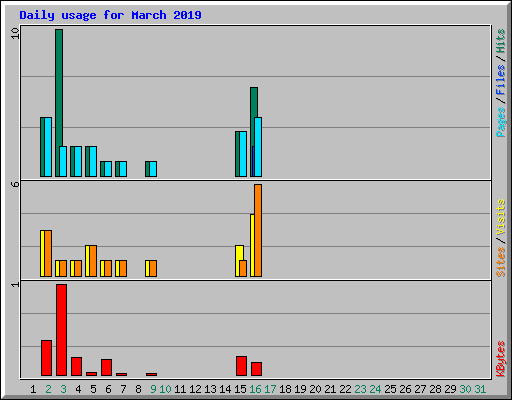 Daily usage for March 2019
10
Pages / Files / Hits
6
Sites / Visits
1
KBytes
1 2 3 4 5 6 7 8 9 10 11 12 13 14 15 16 17 18 19 20 21 22 23 24 25 26 27 28 29 30 31